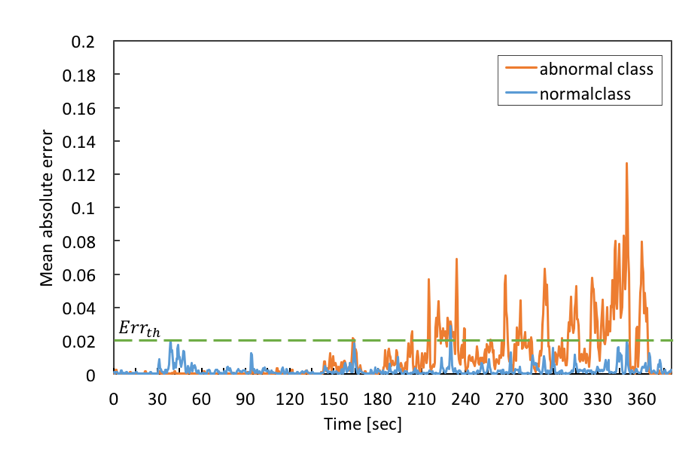 0.2
0.18
0.16
0.14
0.12
0.1
0.08
0.06
0.04
0.02
0
Mean absolute error
abnormal class
normalclass
Err_th
0 30 60 90 120 150 180 210 240 270 300 330 360
Time [sec]